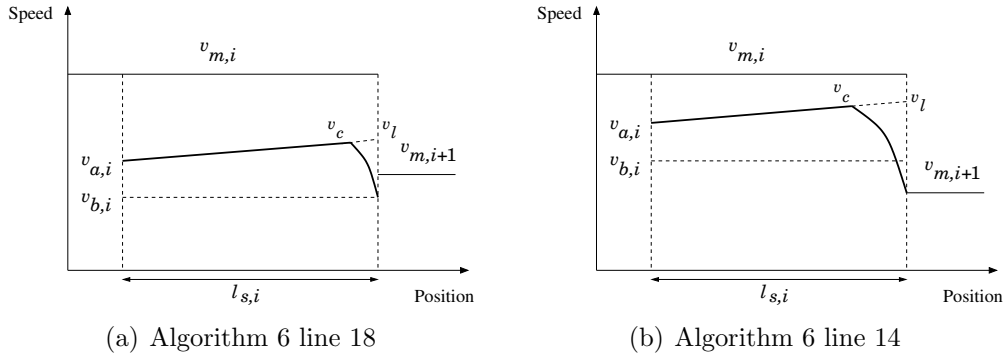 Speed
v_{m,i}
v_c
v_l
v_{a,i}
v_{m,i+1}
v_{b,i}
l_{s,i}
Position
(a) Algorithm 6 line 18
Speed
v_{m,i}
v_c
v_l
v_{a,i}
v_{b,i}
v_{m,i+1}
l_{s,i}
Position
(b) Algorithm 6 line 14